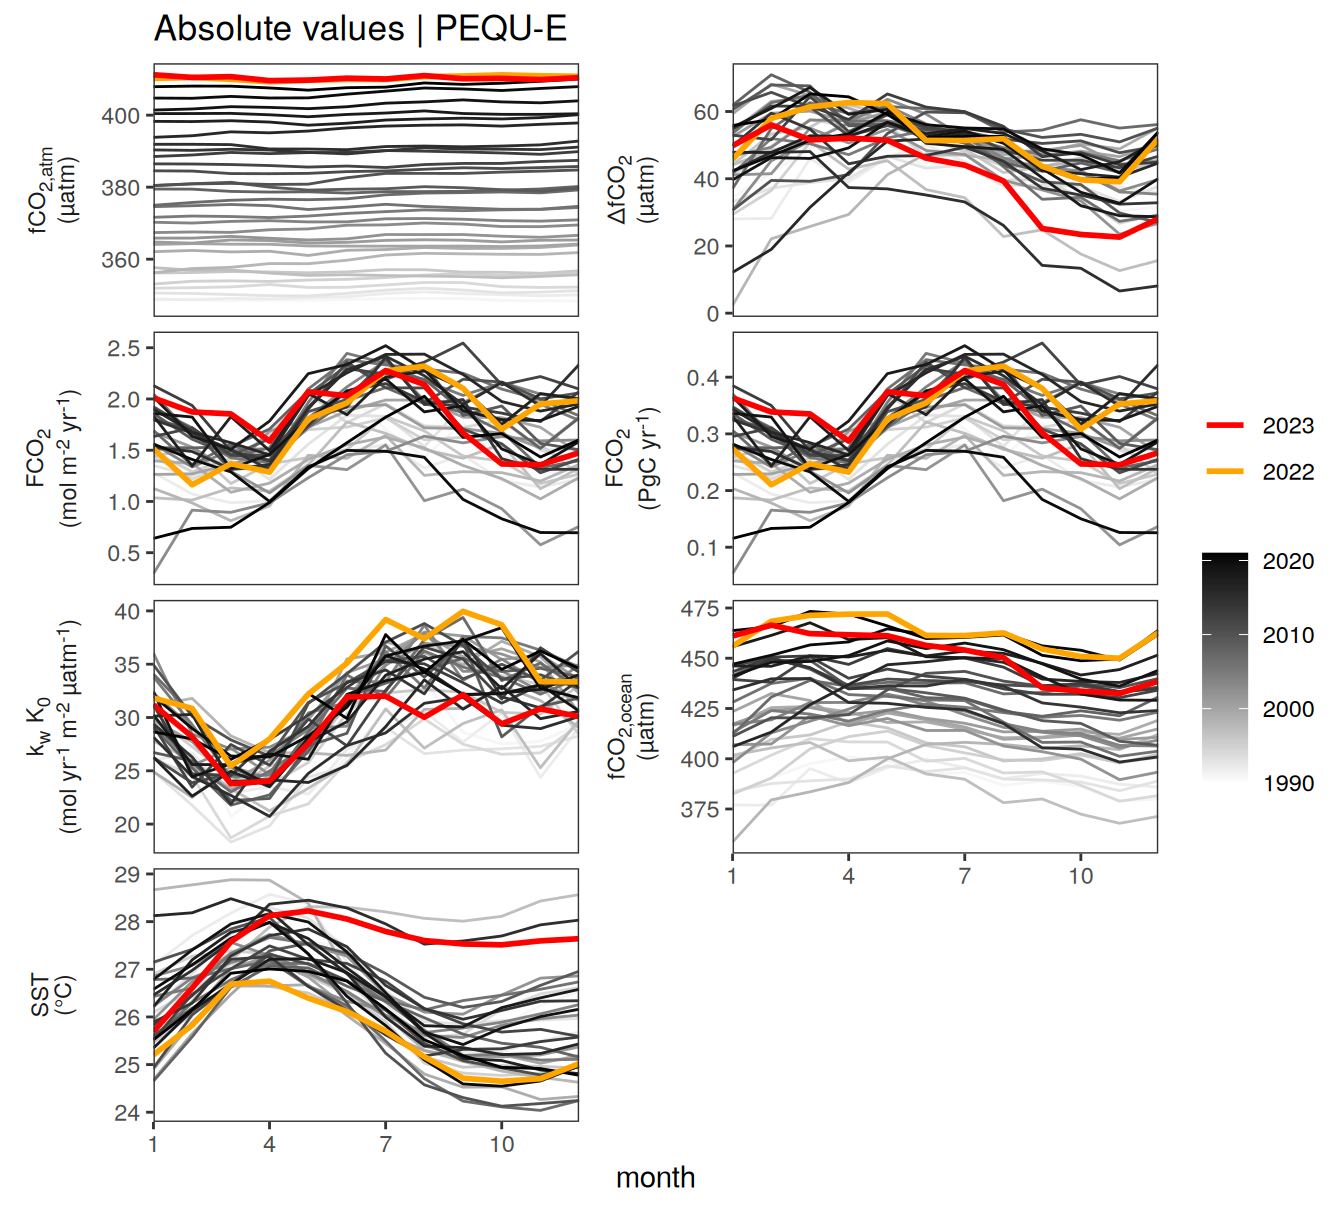 Absolute values | PEQU-E
fCO2,atm
(µatm)
400
380
360
ΔfCO2
(µatm)
60
40
20
0
FCO2
(mol m-2 yr-1)
2.5
2.0
1.5
1.0
0.5
FCO2
(PgC yr-1)
0.4
0.3
0.2
0.1
kw K0
(mol yr-1 m-2 µatm-1)
40
35
30
25
20
fCO2,ocean
(µatm)
475
450
425
400
375
1 4 7 10
SST
(°C)
29
28
27
26
25
24
1 4 7 10
month
2023
2022
2020
2010
2000
1990